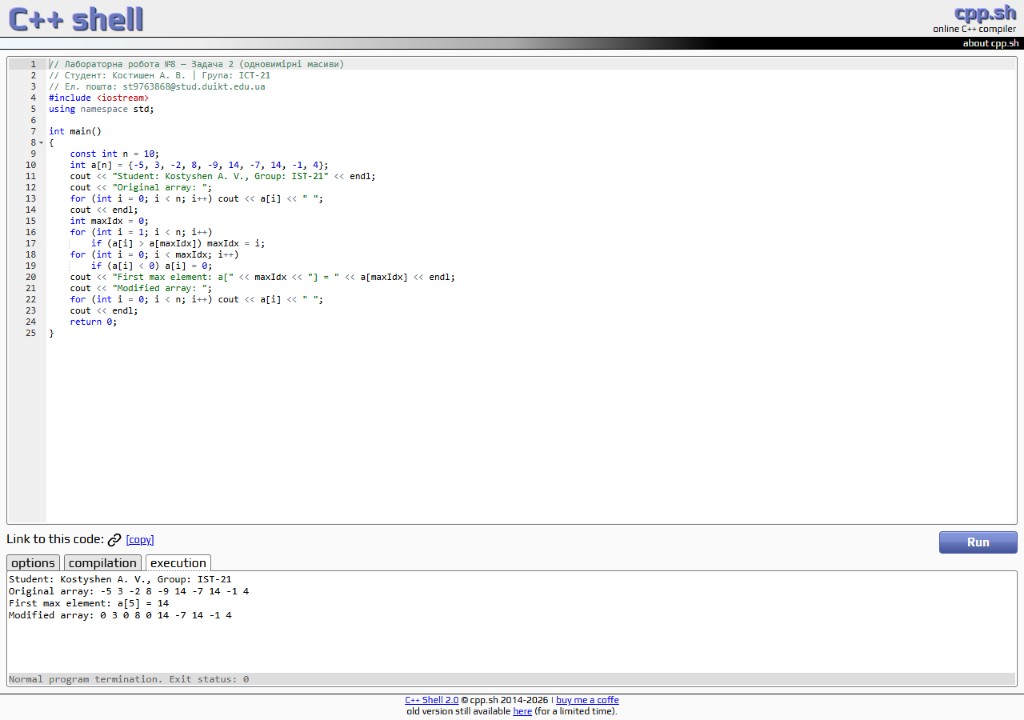 C++ shell
cpp.sh
online C++ compiler
about cpp.sh
1 // Лабораторна робота №8 — Задача 2 (одновимірні масиви)
2 // Студент: Костишен А. В. | Група: ІСТ-21
3 // Ел. пошта: st9763868@stud.duikt.edu.ua
4 #include <iostream>
5 using namespace std;
6
7 int main()
8 {
9 const int n = 10;
10 int a[n] = {-5, 3, -2, 8, -9, 14, -7, 14, -1, 4};
11 cout << "Student: Kostyshen A. V., Group: IST-21" << endl;
12 cout << "Original array: ";
13 for (int i = 0; i < n; i++) cout << a[i] << " ";
14 cout << endl;
15 int maxIdx = 0;
16 for (int i = 1; i < n; i++)
17 if (a[i] > a[maxIdx]) maxIdx = i;
18 for (int i = 0; i < maxIdx; i++)
19 if (a[i] < 0) a[i] = 0;
20 cout << "First max element: a[" << maxIdx << "] = " << a[maxIdx] << endl;
21 cout << "Modified array: ";
22 for (int i = 0; i < n; i++) cout << a[i] << " ";
23 cout << endl;
24 return 0;
25 }
Link to this code: [copy]
Run
options compilation execution
Student: Kostyshen A. V., Group: IST-21
Original array: -5 3 -2 8 -9 14 -7 14 -1 4
First max element: a[5] = 14
Modified array: 0 3 0 8 0 14 -7 14 -1 4
Normal program termination. Exit status: 0
C++ Shell 2.0 © cpp.sh 2014-2026 | buy me a coffe
old version still available here (for a limited time).